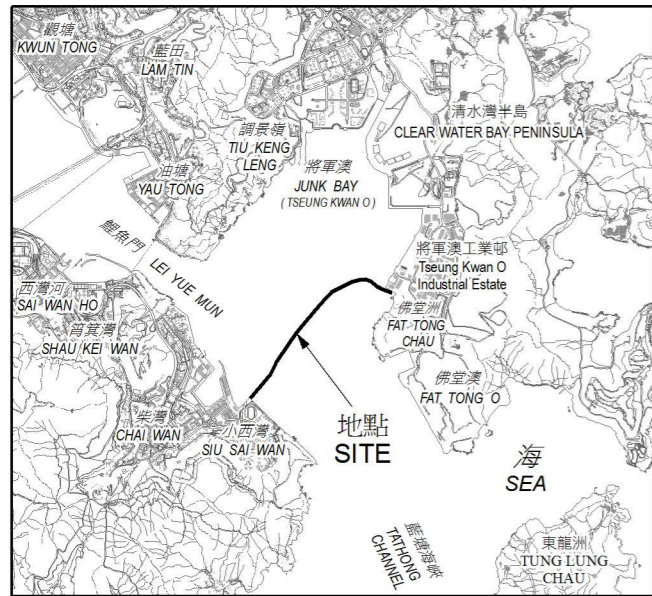 觀塘
KWUN TONG
藍田
LAM TIN
調景嶺
TIU KENG
LENG
清水灣半島
CLEAR WATER BAY PENINSULA
將軍澳
JUNK BAY
( TSEUNG KWAN O )
油塘
YAU TONG
鯉魚門
LEI YUE MUN
將軍澳工業邨
Tseung Kwan O
Industrial Estate
西灣河
SAI WAN HO
筲箕灣
SHAU KEI WAN
佛堂洲
FAT TONG
CHAU
佛堂澳
FAT TONG O
柴灣
CHAI WAN
小西灣
SIU SAI WAN
地點
SITE
海
SEA
藍塘海峽
TATHONG
CHANNEL
東龍洲
TUNG LUNG
CHAU